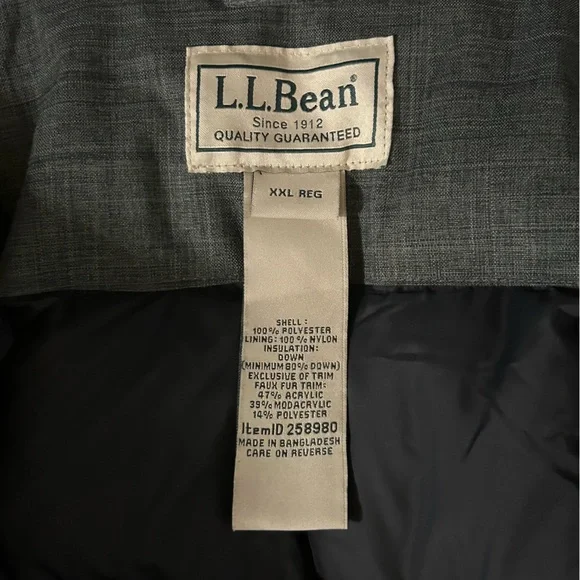 L.L.Bean®
Since 1912
QUALITY GUARANTEED
XXL REG
SHELL:
100% POLYESTER
LINING: 100% NYLON
INSULATION:
DOWN
(MINIMUM 80% DOWN)
EXCLUSIVE OF TRIM
FAUX FUR TRIM:
47% ACRYLIC
39% MODACRYLIC
14% POLYESTER
ItemID 258980
MADE IN BANGLADESH
CARE ON REVERSE